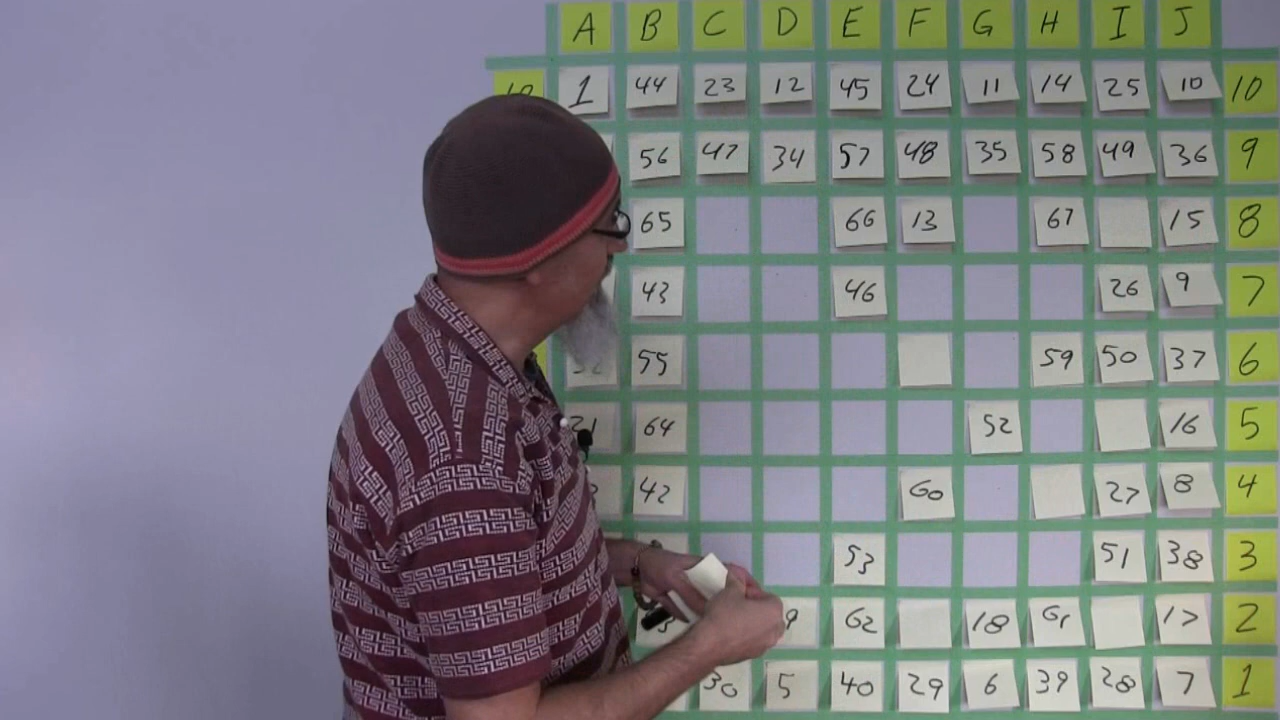 A B C D E F G H I J
10 1 44 23 12 45 24 11 14 25 10 10
56 47 34 57 48 35 58 49 36 9
65 66 13 67 15 8
43 46 26 9 7
55 59 50 37 6
64 52 16 5
42 60 27 8 4
53 51 38 3
9 62 18 61 17 2
30 5 40 29 6 39 28 7 1